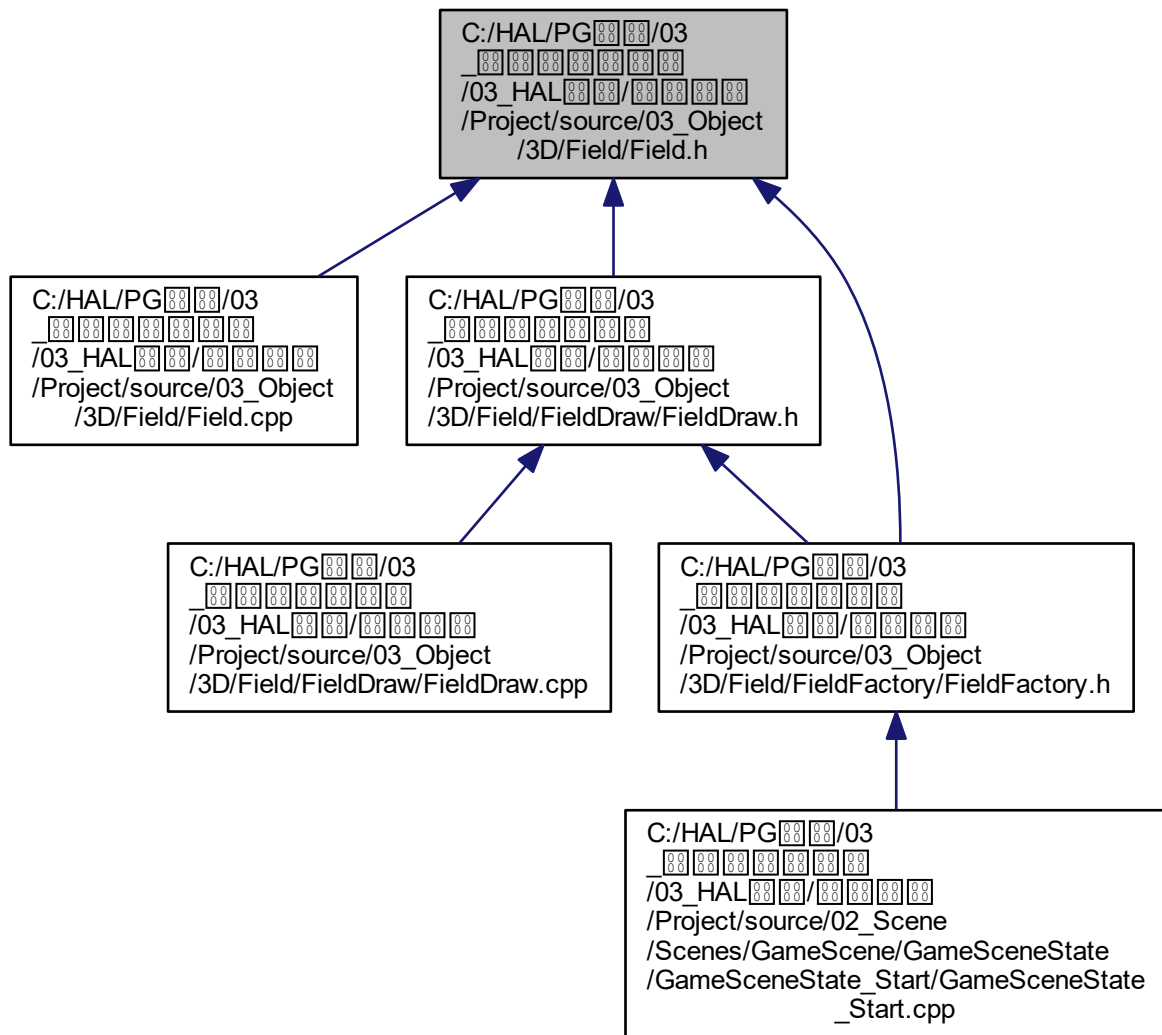 C:/HAL/PG/03
_
/03_HAL/
/Project/source/03_Object
/3D/Field/Field.h
C:/HAL/PG/03
_
/03_HAL/
/Project/source/03_Object
/3D/Field/Field.cpp
C:/HAL/PG/03
_
/03_HAL/
/Project/source/03_Object
/3D/Field/FieldDraw/FieldDraw.h
C:/HAL/PG/03
_
/03_HAL/
/Project/source/03_Object
/3D/Field/FieldDraw/FieldDraw.cpp
C:/HAL/PG/03
_
/03_HAL/
/Project/source/03_Object
/3D/Field/FieldFactory/FieldFactory.h
C:/HAL/PG/03
_
/03_HAL/
/Project/source/02_Scene
/Scenes/GameScene/GameSceneState
/GameSceneState_Start/GameSceneState
_Start.cpp